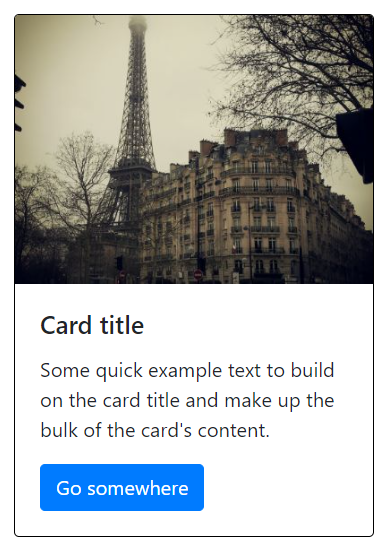 Card title
Some quick example text to build
on the card title and make up the
bulk of the card's content.
Go somewhere